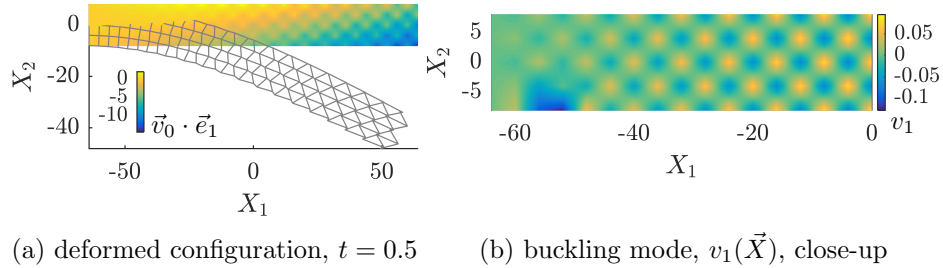 0
-20
-40
X₂
0
-5
-10
v⃗₀ · e⃗₁
-50
0
50
X₁
5
0
-5
X₂
0.05
0
-0.05
-0.1
v₁
-60
-40
-20
0
X₁
(a) deformed configuration, t = 0.5
(b) buckling mode, v₁(X⃗), close-up